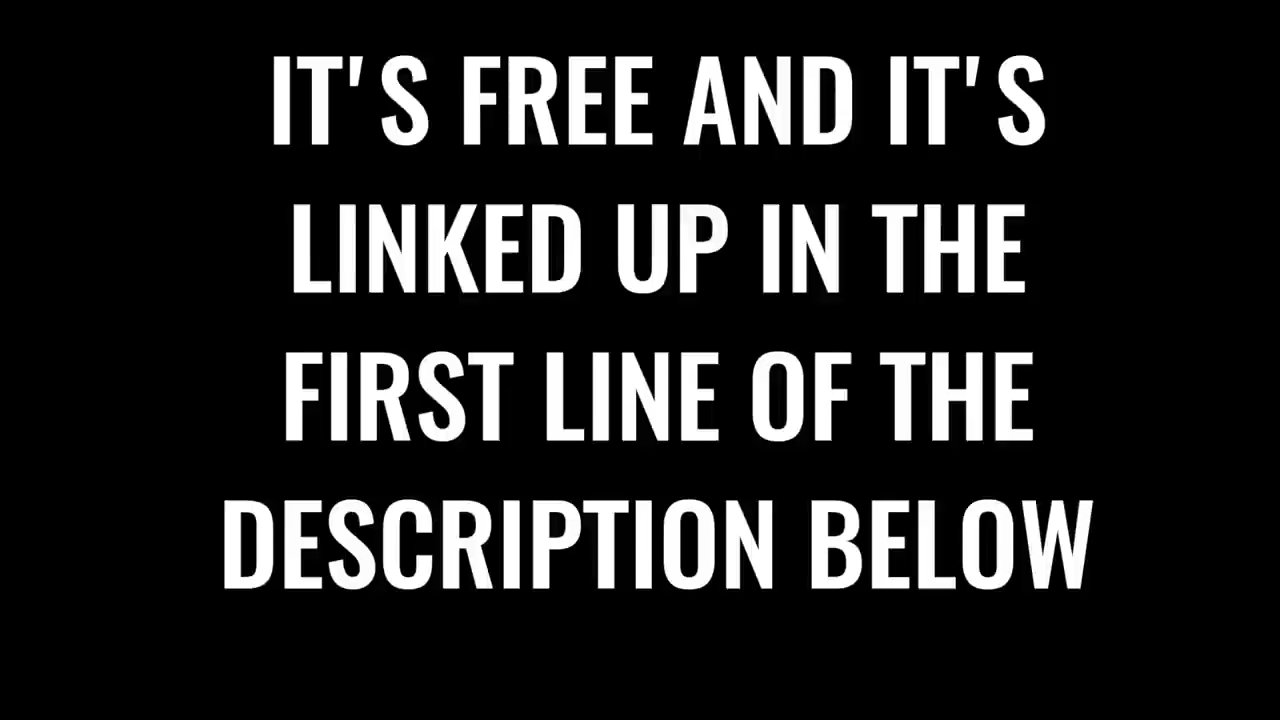 IT'S FREE AND IT'S
LINKED UP IN THE
FIRST LINE OF THE
DESCRIPTION BELOW